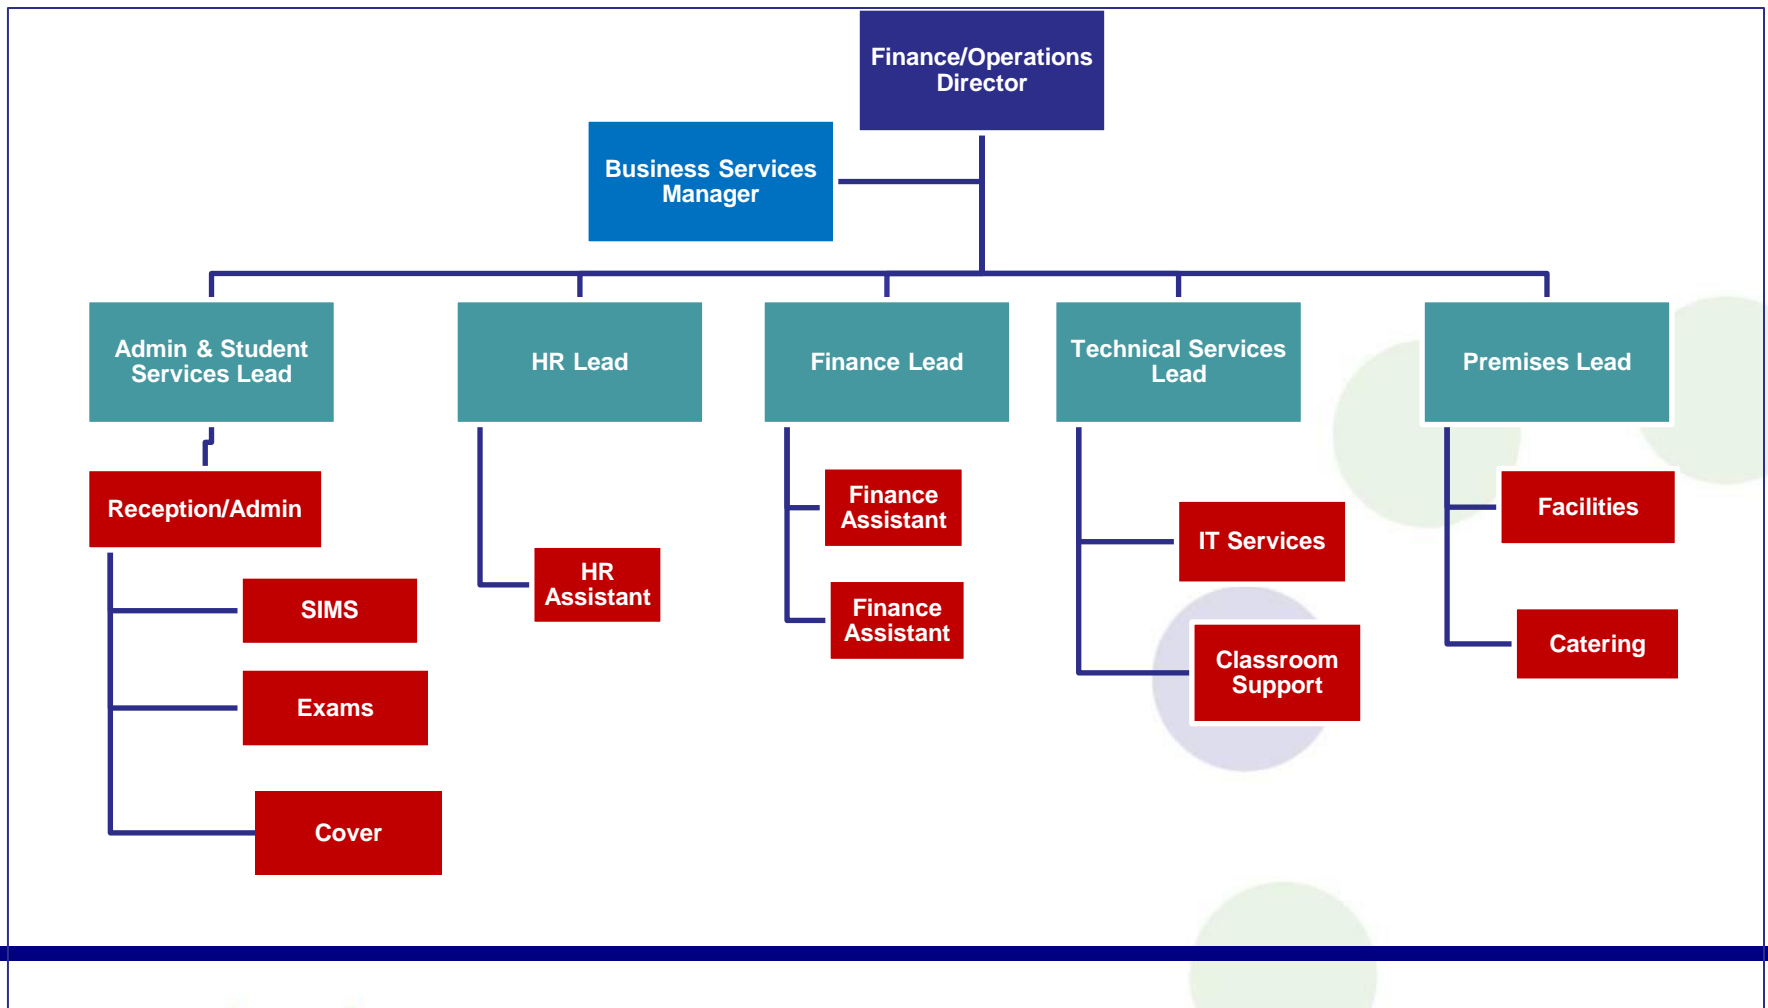 Finance/Operations
Director
Business Services
Manager
Admin & Student
Services Lead
HR Lead
Finance Lead
Technical Services
Lead
Premises Lead
Reception/Admin
SIMS
Exams
Cover
HR
Assistant
Finance
Assistant
Finance
Assistant
IT Services
Classroom
Support
Facilities
Catering